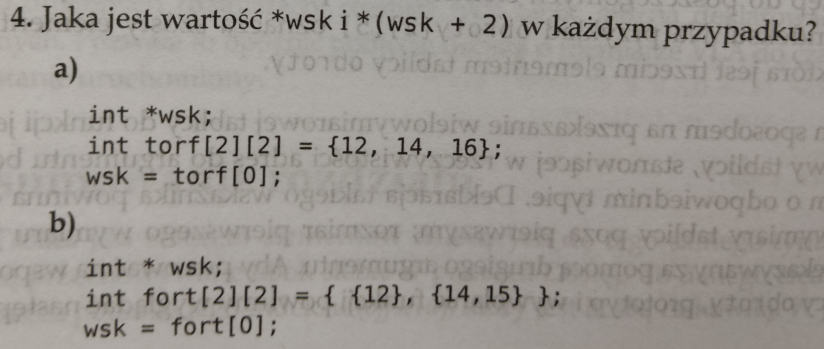 4. Jaka jest wartość *wsk i *(wsk + 2) w każdym przypadku?
a)
int *wsk;
int torf[2][2] = {12, 14, 16};
wsk = torf[0];
b)
int * wsk;
int fort[2][2] = { {12}, {14,15} };
wsk = fort[0];